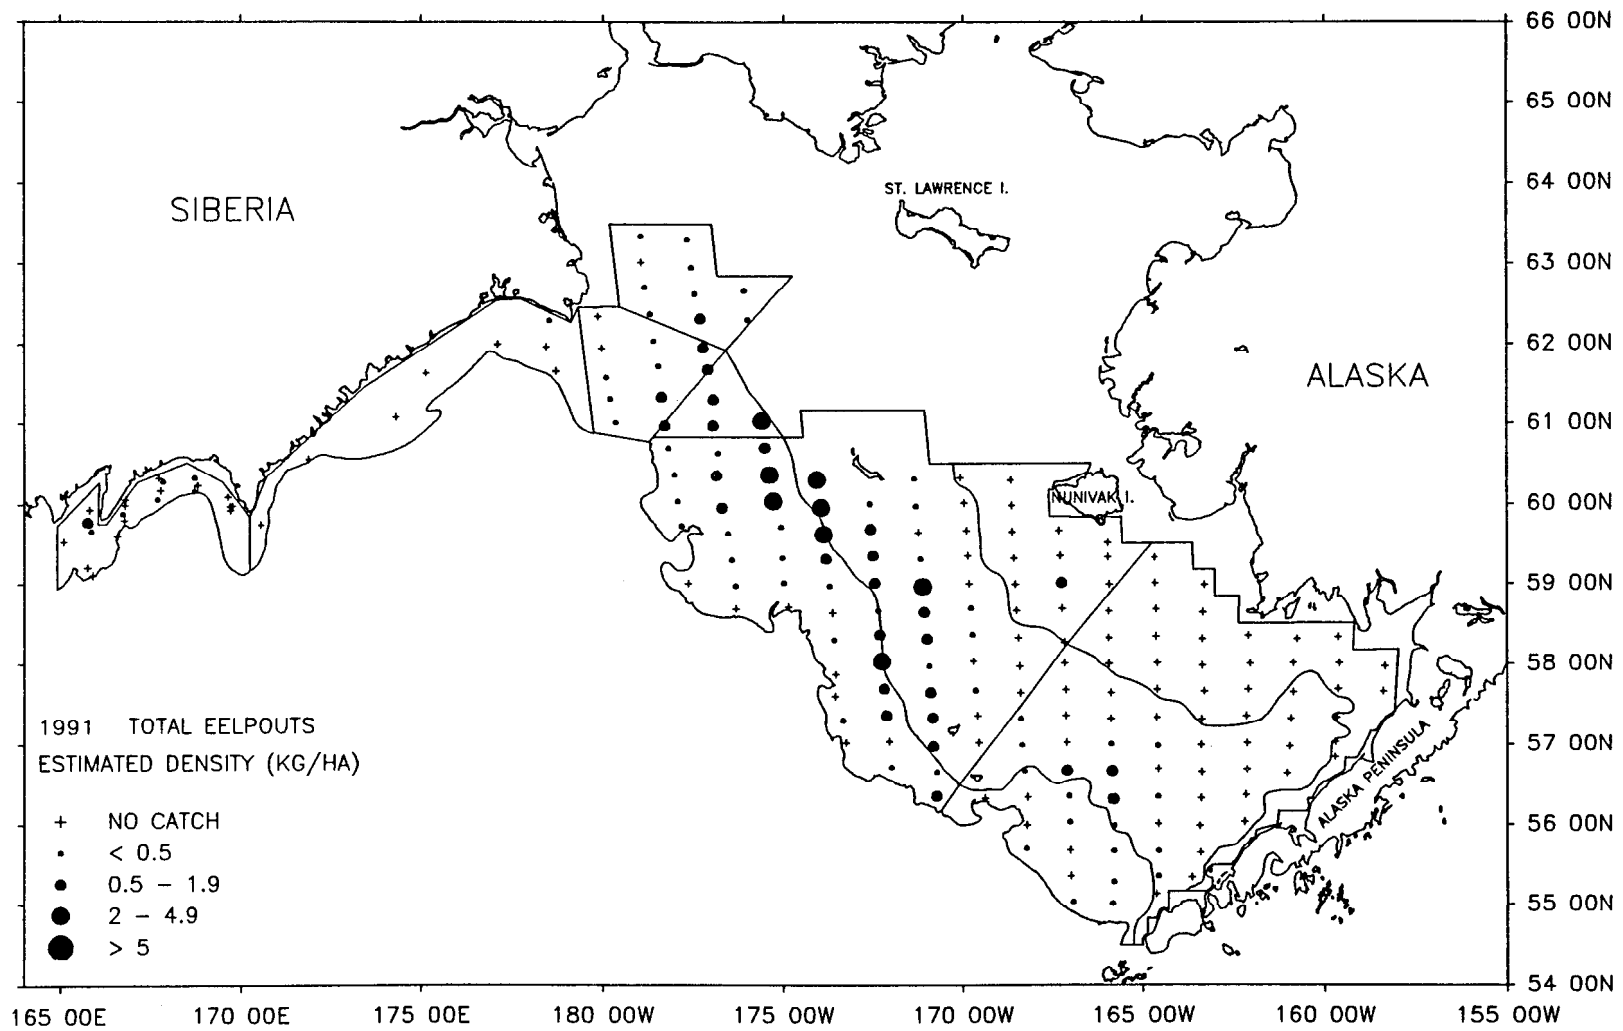 66 00N
65 00N
64 00N
63 00N
62 00N
61 00N
60 00N
59 00N
58 00N
57 00N
56 00N
55 00N
54 00N
SIBERIA
ST. LAWRENCE I.
ALASKA
NUNIVAK I.
ALASKA PENINSULA
1991 TOTAL EELPOUTS
ESTIMATED DENSITY (KG/HA)
+ NO CATCH
< 0.5
0.5 – 1.9
2 – 4.9
> 5
165 00E 170 00E 175 00E 180 00W 175 00W 170 00W 165 00W 160 00W 155 00W